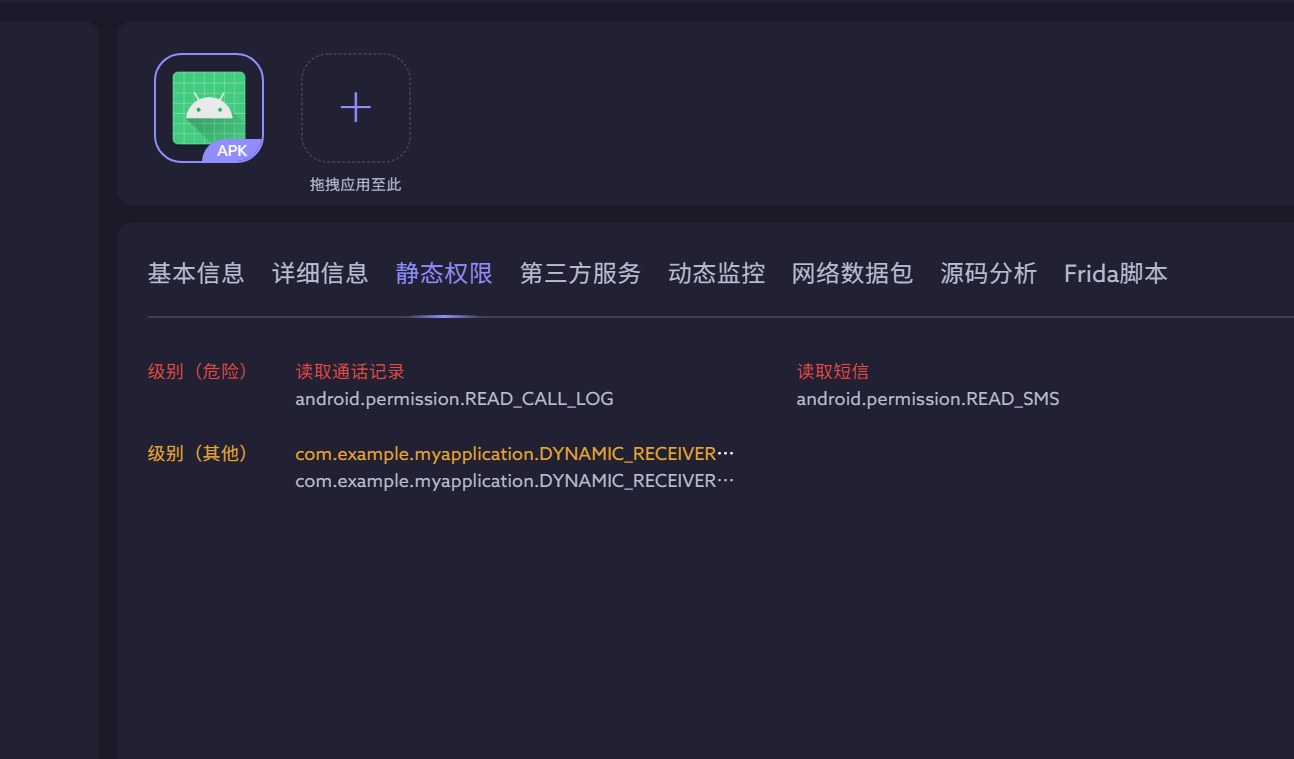 APK
拖拽应用至此
基本信息 详细信息 静态权限 第三方服务 动态监控 网络数据包 源码分析 Frida脚本
级别（危险） 读取通话记录 读取短信
android.permission.READ_CALL_LOG android.permission.READ_SMS
级别（其他） com.example.myapplication.DYNAMIC_RECEIVER…
com.example.myapplication.DYNAMIC_RECEIVER…